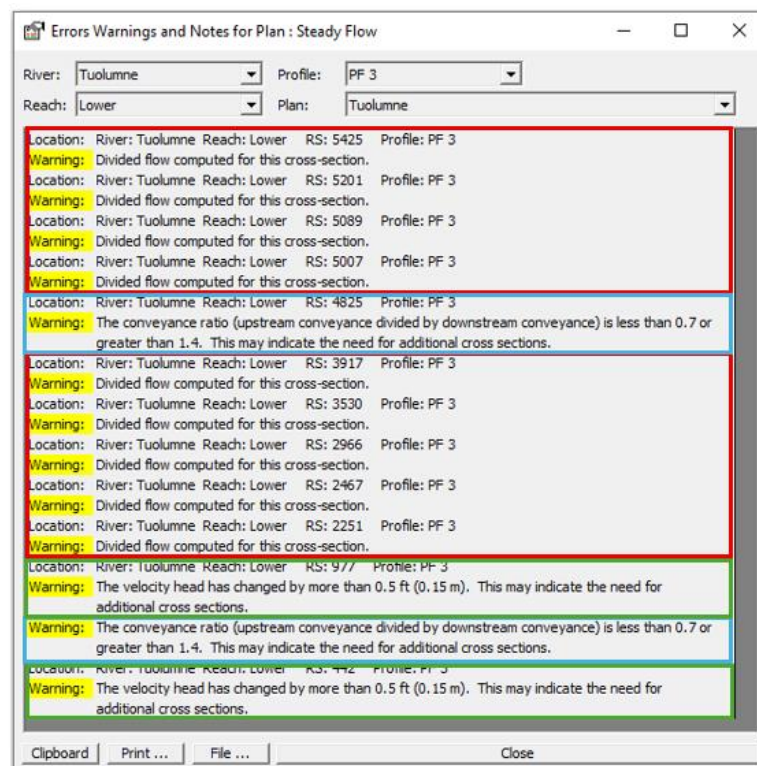 Errors Warnings and Notes for Plan : Steady Flow
River: Tuolumne Profile: PF 3
Reach: Lower Plan: Tuolumne
Location: River: Tuolumne Reach: Lower RS: 5425 Profile: PF 3
Warning: Divided flow computed for this cross-section.
Location: River: Tuolumne Reach: Lower RS: 5201 Profile: PF 3
Warning: Divided flow computed for this cross-section.
Location: River: Tuolumne Reach: Lower RS: 5089 Profile: PF 3
Warning: Divided flow computed for this cross-section.
Location: River: Tuolumne Reach: Lower RS: 5007 Profile: PF 3
Warning: Divided flow computed for this cross-section.
Location: River: Tuolumne Reach: Lower RS: 4825 Profile: PF 3
Warning: The conveyance ratio (upstream conveyance divided by downstream conveyance) is less than 0.7 or
greater than 1.4. This may indicate the need for additional cross sections.
Location: River: Tuolumne Reach: Lower RS: 3917 Profile: PF 3
Warning: Divided flow computed for this cross-section.
Location: River: Tuolumne Reach: Lower RS: 3530 Profile: PF 3
Warning: Divided flow computed for this cross-section.
Location: River: Tuolumne Reach: Lower RS: 2966 Profile: PF 3
Warning: Divided flow computed for this cross-section.
Location: River: Tuolumne Reach: Lower RS: 2467 Profile: PF 3
Warning: Divided flow computed for this cross-section.
Location: River: Tuolumne Reach: Lower RS: 2251 Profile: PF 3
Warning: Divided flow computed for this cross-section.
Location: River: Tuolumne Reach: Lower RS: 977 Profile: PF 3
Warning: The velocity head has changed by more than 0.5 ft (0.15 m). This may indicate the need for
additional cross sections.
Warning: The conveyance ratio (upstream conveyance divided by downstream conveyance) is less than 0.7 or
greater than 1.4. This may indicate the need for additional cross sections.
Location: River: Tuolumne Reach: Lower RS: 442 Profile: PF 3
Warning: The velocity head has changed by more than 0.5 ft (0.15 m). This may indicate the need for
additional cross sections.
Clipboard Print ... File ... Close